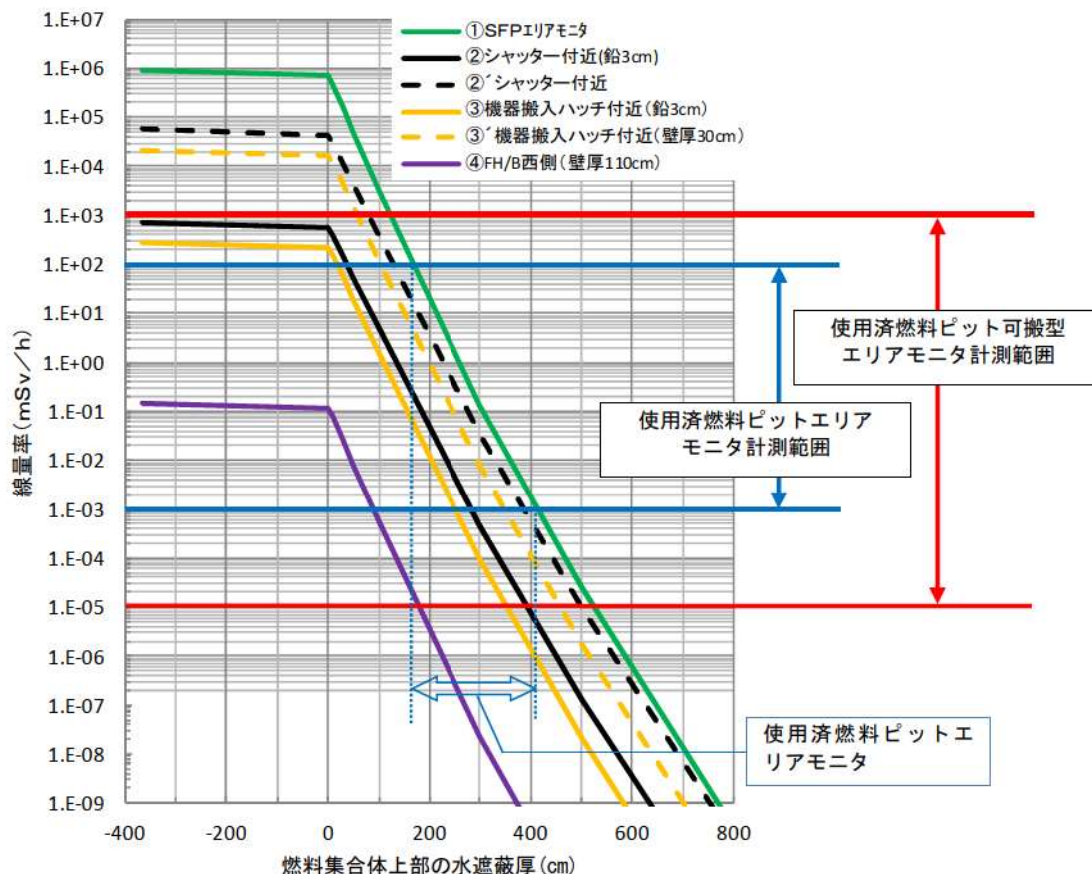 1.E+07
1.E+06
1.E+05
1.E+04
1.E+03
1.E+02
1.E+01
1.E+00
1.E-01
1.E-02
1.E-03
1.E-04
1.E-05
1.E-06
1.E-07
1.E-08
1.E-09
線量率(mSv/h)
①SFPエリアモニタ
②シャッター付近(鉛3cm)
②´シャッター付近
③機器搬入ハッチ付近(鉛3cm)
③´機器搬入ハッチ付近(壁厚30cm)
④FH/B西側(壁厚110cm)
使用済燃料ピット可搬型
エリアモニタ計測範囲
使用済燃料ピットエリア
モニタ計測範囲
使用済燃料ピットエ
リアモニタ
-400 -200 0 200 400 600 800
燃料集合体上部の水遮蔽厚(cm)